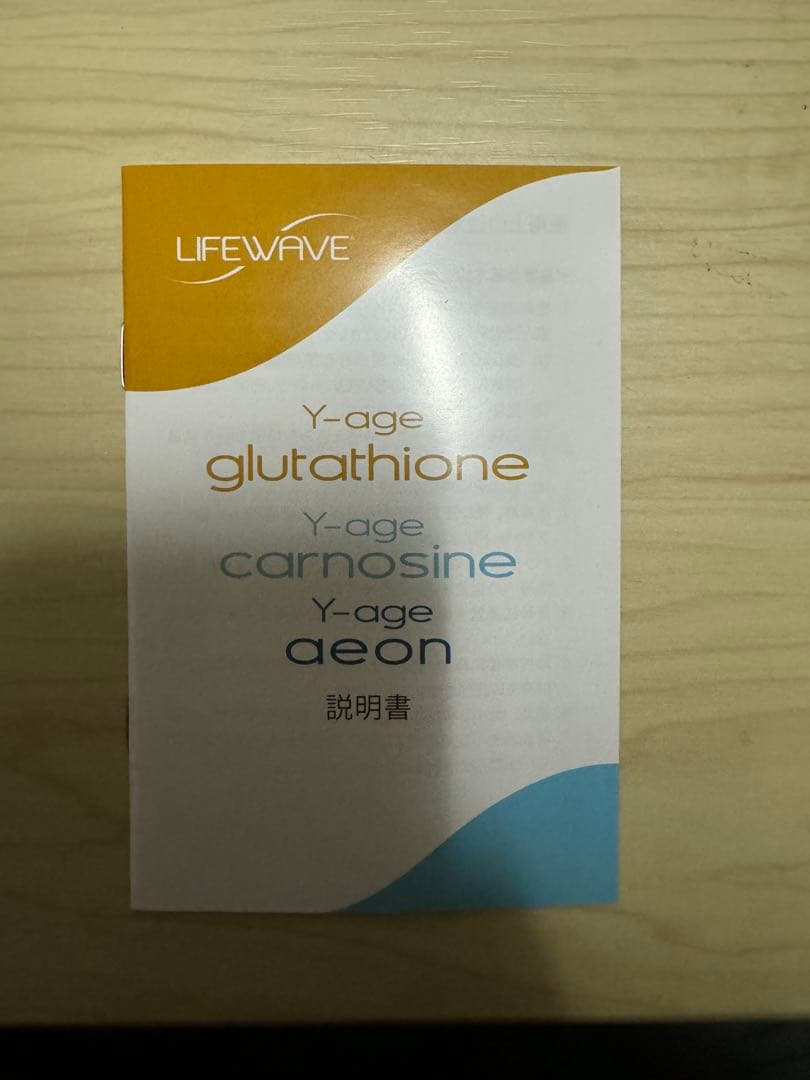 LIFEWAVE
Y-age
glutathione
Y-age
carnosine
Y-age
aeon
説明書